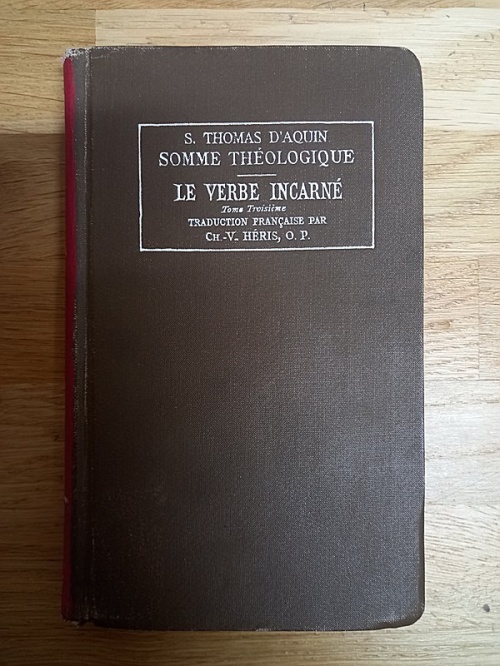 S. THOMAS D'AQUIN
SOMME THÉOLOGIQUE
LE VERBE INCARNÉ
Tome Troisième
TRADUCTION FRANÇAISE PAR
CH.-V. HÉRIS, O. P.